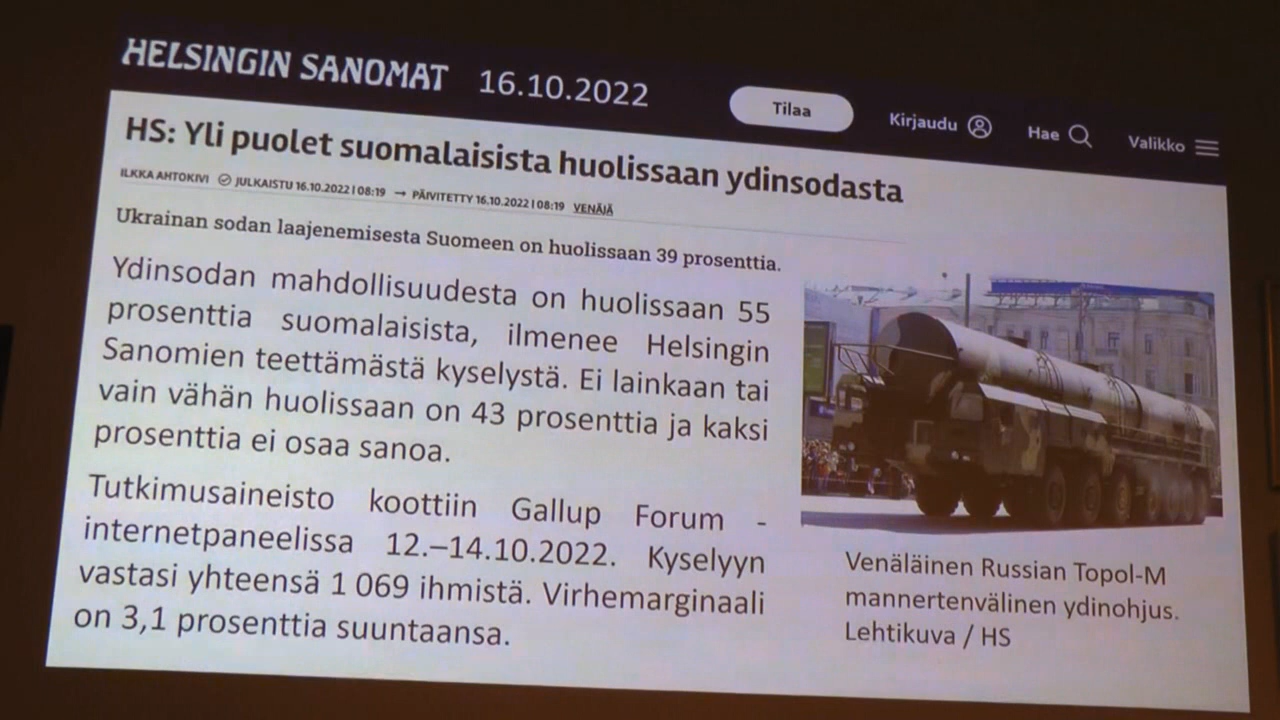 HELSINGIN SANOMAT 16.10.2022
Tilaa
Kirjaudu
Hae
Valikko
HS: Yli puolet suomalaisista huolissaan ydinsodasta
ILKKA AHTOKIVI JULKAISTU 16.10.2022 | 08:19 → PÄIVITETTY 16.10.2022 | 08:19 VENÄJÄ
Ukrainan sodan laajenemisesta Suomeen on huolissaan 39 prosenttia.
Ydinsodan mahdollisuudesta on huolissaan 55
prosenttia suomalaisista, ilmenee Helsingin
Sanomien teettämästä kyselystä. Ei lainkaan tai
vain vähän huolissaan on 43 prosenttia ja kaksi
prosenttia ei osaa sanoa.
Tutkimusaineisto koottiin Gallup Forum -
internetpaneelissa 12.–14.10.2022. Kyselyyn
vastasi yhteensä 1 069 ihmistä. Virhemarginaali
on 3,1 prosenttia suuntaansa.
Venäläinen Russian Topol-M
mannertenvälinen ydinohjus.
Lehtikuva / HS